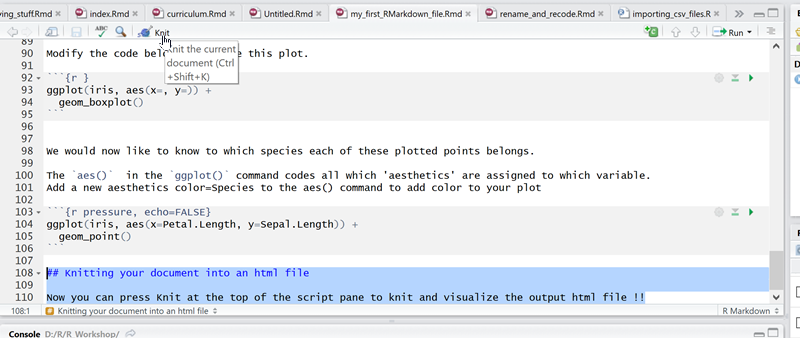 ving_stuff.Rmd index.Rmd curriculum.Rmd Untitled.Rmd my_first_RMarkdown_file.Rmd rename_and_recode.Rmd importing_csv_files.R
ABC Knit Run
Knit the current
document (Ctrl
+Shift+K)
89
90 Modify the code below this plot.
91
92 ```{r }
93 ggplot(iris, aes(x=, y=)) +
94 geom_boxplot()
95 ```
96
97
98 We would now like to know to which species each of these plotted points belongs.
99
100 The `aes()` in the `ggplot()` command codes all which 'aesthetics' are assigned to which variable.
101 Add a new aesthetics color=Species to the aes() command to add color to your plot
102
103 ```{r pressure, echo=FALSE}
104 ggplot(iris, aes(x=Petal.Length, y=Sepal.Length)) +
105 geom_point()
106 ```
107
108 ## Knitting your document into an html file
109
110 Now you can press Knit at the top of the script pane to knit and visualize the output html file !!
108:1 Knitting your document into an html file R Markdown
Console D:/R/R_Workshop/